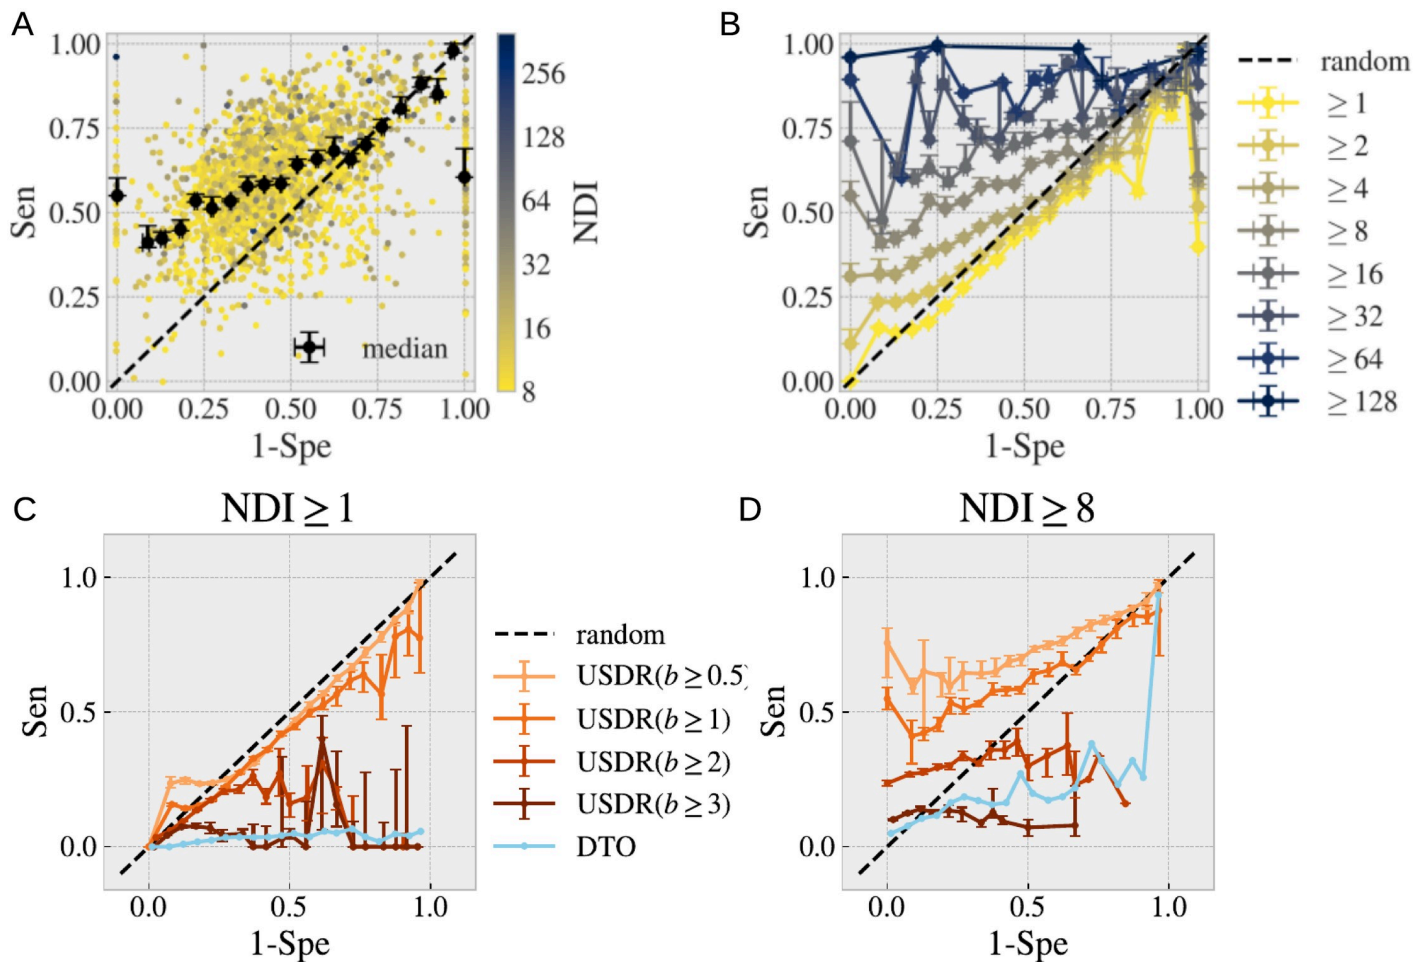 A
1.00
0.75
0.50
0.25
0.00
Sen
0.00 0.25 0.50 0.75 1.00
1-Spe
median
256
128
64
32
16
8
NDI
B
1.00
0.75
0.50
0.25
0.00
Sen
0.00 0.25 0.50 0.75 1.00
1-Spe
random
≥ 1
≥ 2
≥ 4
≥ 8
≥ 16
≥ 32
≥ 64
≥ 128
C
NDI ≥ 1
1.0
0.5
0.0
Sen
0.0 0.5 1.0
1-Spe
random
USDR(b ≥ 0.5)
USDR(b ≥ 1)
USDR(b ≥ 2)
USDR(b ≥ 3)
DTO
D
NDI ≥ 8
1.0
0.5
0.0
Sen
0.0 0.5 1.0
1-Spe